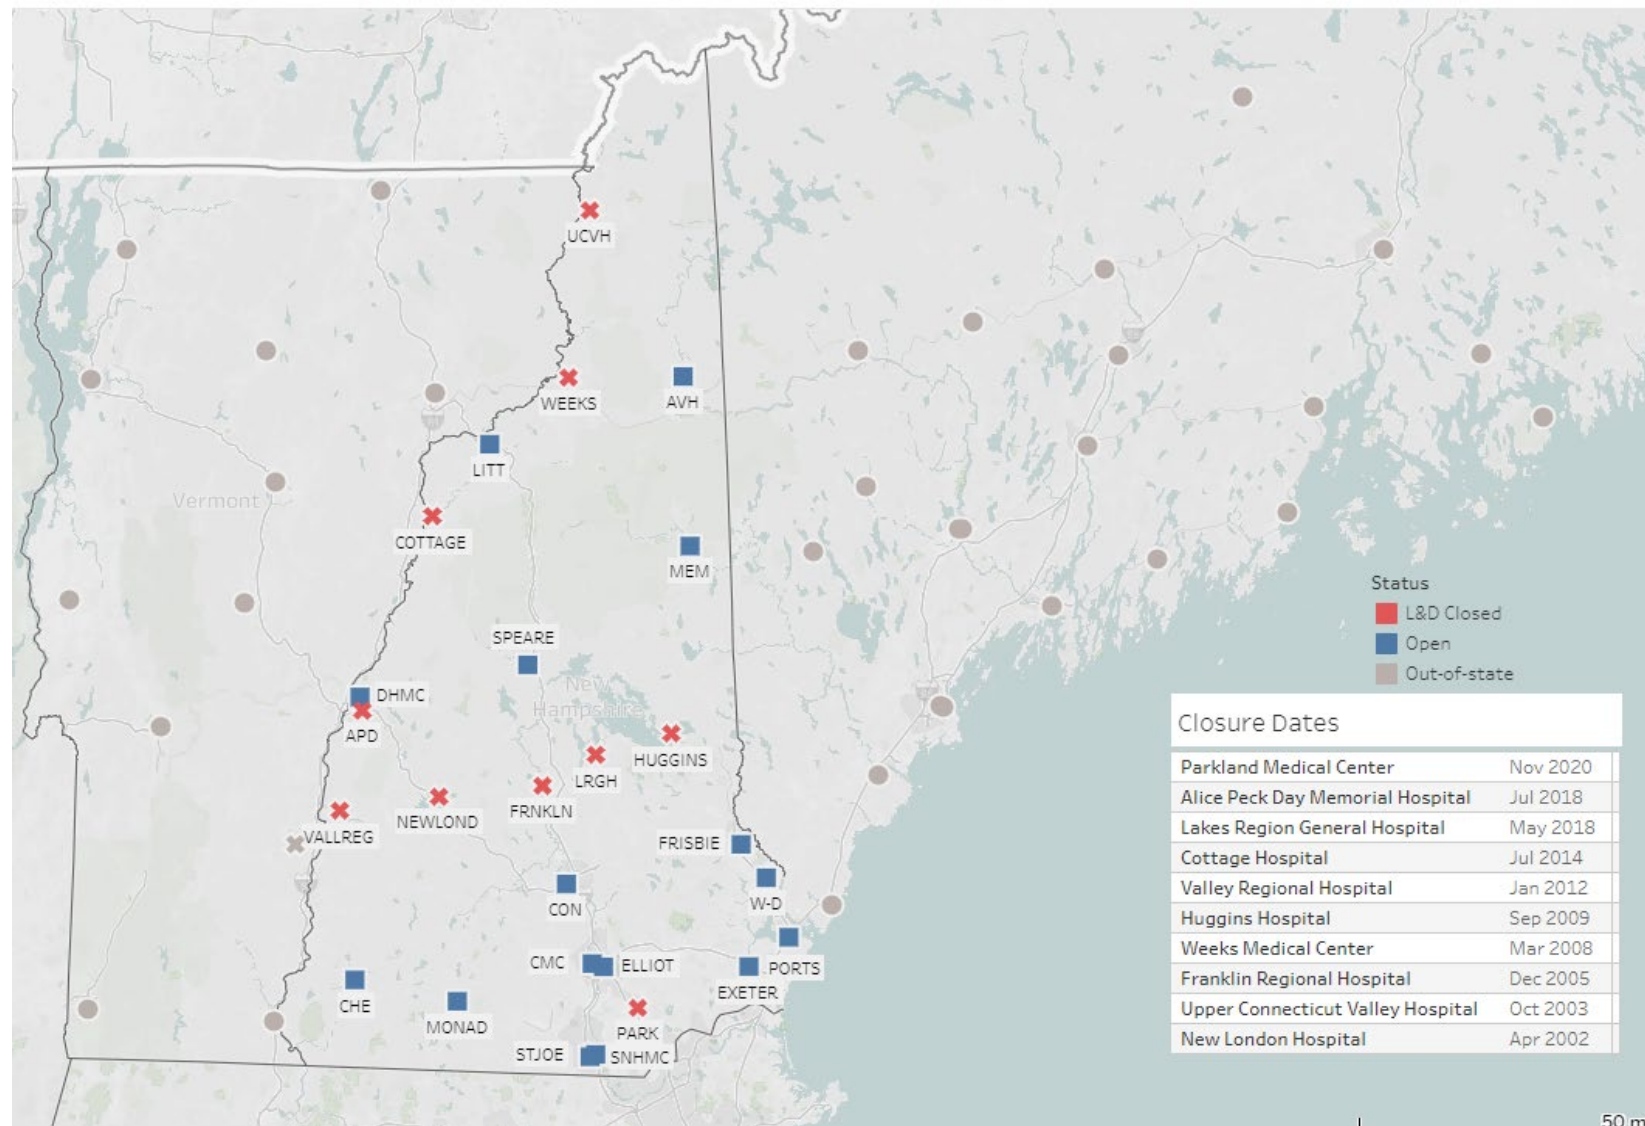 UCVH
WEEKS
AVH
LITT
Vermont
COTTAGE
MEM
Status
L&D Closed
SPEARE
Open
Out-of-state
New
Hampshire
DHMC
APD
HUGGINS
LRGH
FRNKLN
NEWLOND
VALLREG
FRISBIE
W-D
CON
CMC
ELLIOT
PORTS
EXETER
CHE
MONAD
PARK
STJOE
SNHMC
Closure Dates
Parkland Medical Center Nov 2020
Alice Peck Day Memorial Hospital Jul 2018
Lakes Region General Hospital May 2018
Cottage Hospital Jul 2014
Valley Regional Hospital Jan 2012
Huggins Hospital Sep 2009
Weeks Medical Center Mar 2008
Franklin Regional Hospital Dec 2005
Upper Connecticut Valley Hospital Oct 2003
New London Hospital Apr 2002
50 m